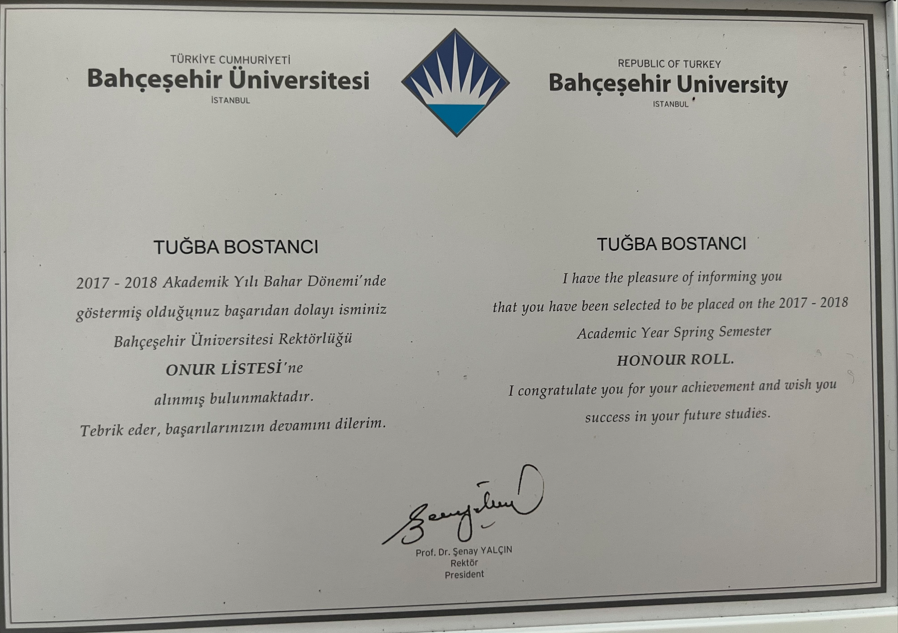 TÜRKİYE CUMHURİYETİ
Bahçeşehir Üniversitesi
İSTANBUL
REPUBLIC OF TURKEY
Bahçeşehir University
ISTANBUL
TUĞBA BOSTANCI
2017 - 2018 Akademik Yılı Bahar Dönemi'nde
göstermiş olduğunuz başarıdan dolayı isminiz
Bahçeşehir Üniversitesi Rektörlüğü
ONUR LİSTESİ'ne
alınmış bulunmaktadır.
Tebrik eder, başarılarınızın devamını dilerim.
TUĞBA BOSTANCI
I have the pleasure of informing you
that you have been selected to be placed on the 2017 - 2018
Academic Year Spring Semester
HONOUR ROLL.
I congratulate you for your achievement and wish you
success in your future studies.
Prof. Dr. Şenay YALÇIN
Rektör
President